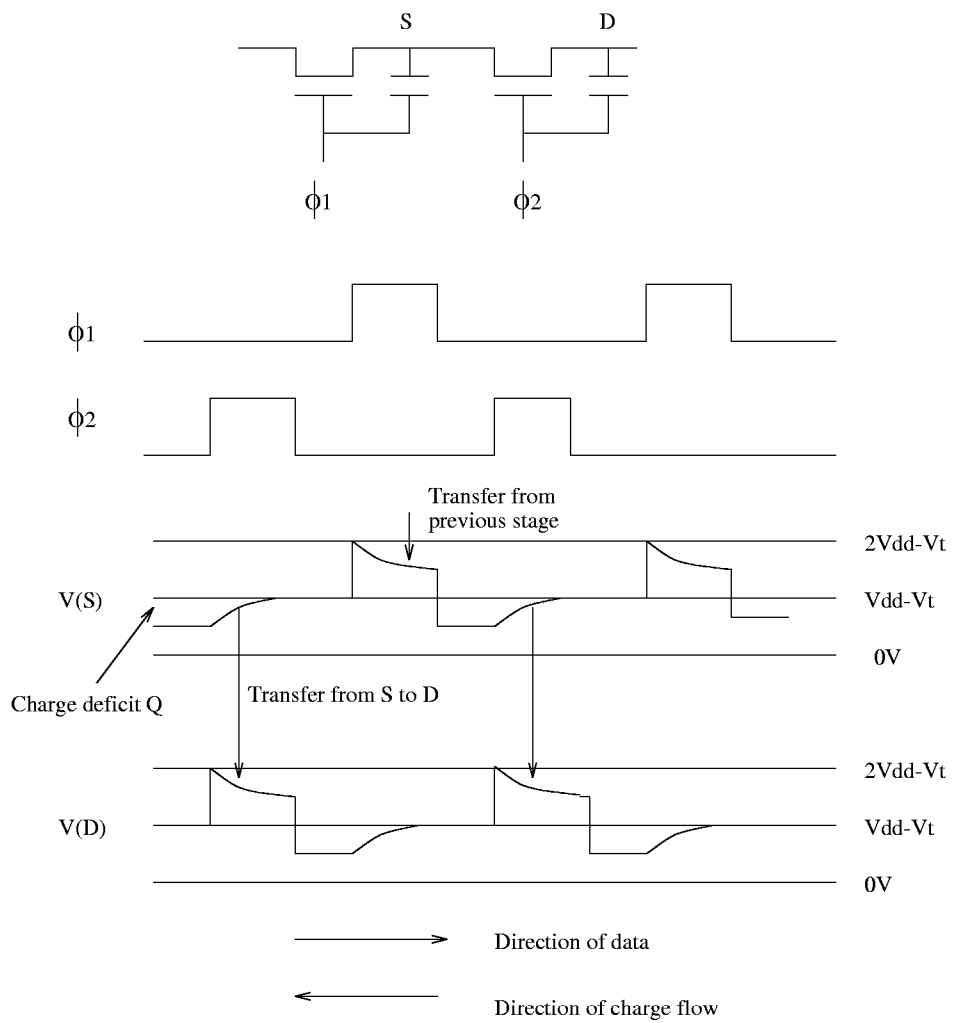 S D
ϕ1 ϕ2
ϕ1
ϕ2
Transfer from
previous stage
2Vdd-Vt
V(S)
Vdd-Vt
0V
Charge deficit Q
Transfer from S to D
2Vdd-Vt
V(D)
Vdd-Vt
0V
Direction of data
Direction of charge flow